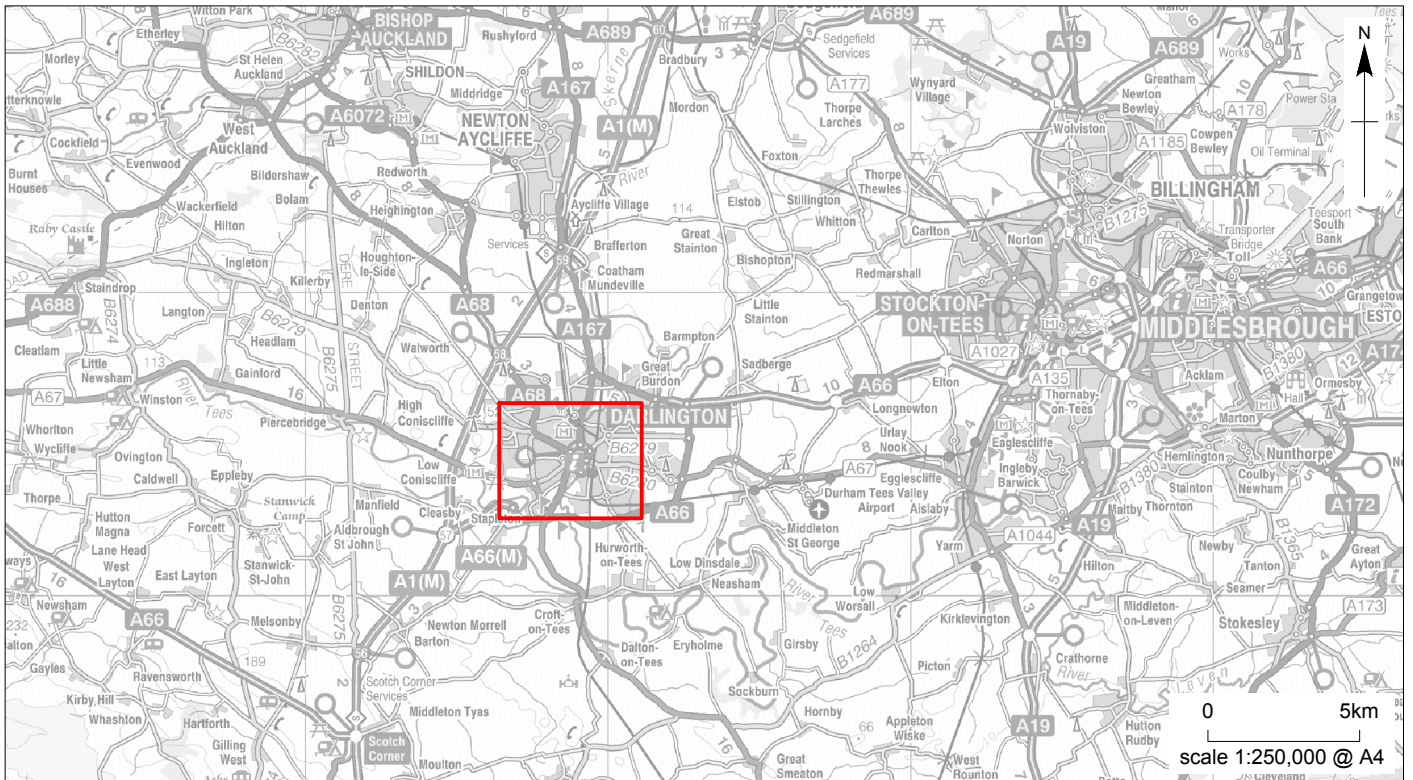 Witton Park
Etherley
BISHOP
AUCKLAND
Rushyford
A689
60
Bradbury
Sedgefield
Services
A689
A19
A689
Works
Greatham
N
Morley
B6282
St Helen
Auckland
SHILDON
Middridge
A167
Skerne
A177
Wynyard
Village
Newton
Bewley
A178
Power Sta
Cockfield
West
Auckland
A6072
NEWTON
AYCLIFFE
A1(M)
Mordon
Thorpe
Larches
Wolviston
A1185
Cowpen
Bewley
Oil Terminal
Evenwood
Burnt
Houses
Bildershaw
Bolam
Redworth
Heighington
River
Aycliffe Village
Foxton
Elstob
Stillington
Whitton
Thorpe
Thewles
BILLINGHAM
B1275
Wackerfield
Hilton
Raby Castle
Services
114
Great
Stainton
Carlton
Norton
Transporter
Bridge
Toll
Teesport
South
Bank
Brafferton
59
Coatham
Mundeville
Bishopton
Redmarshall
A66
Ingleton
Killerby
Houghton-
le-Side
DERE
STREET
Staindrop
A688
B6274
Langton
B6279
Denton
A68
A167
Little
Stainton
STOCKTON
-ON-TEES
MIDDLESBROUGH
Cleatlam
Little
Newsham
113
Headlam
Gainford
B6275
Walworth
58
Barmpton
Great
Burdon
Sadberge
A1027
A135
Acklam
B1380
Ormesby
Hall
A67
Winston
River
Tees
16
Piercebridge
High
Coniscliffe
A68
DARLINGTON
10
A66
Elton
Longnewton
Thornaby-
on-Tees
Marton
Whorlton
Wycliffe
Ovington
Caldwell
Eppleby
Low
Coniscliffe
B6279
B6280
A67
Urlay
Nook
Eaglescliffe
Ingleby
Barwick
Hemlington
Coulby
Newham
Nunthorpe
Thorpe
Hutton
Magna
Forcett
Stanwick
Camp
Manfield
Cleasby
Stapleton
A66
Durham Tees Valley
Airport
Egglescliffe
Aislaby
Stainton
Maltby
Thornton
A172
Lane Head
West
Layton
East Layton
Stanwick-
St-John
Aldbrough
St John
57
A66(M)
Hurworth
-on-Tees
Low Dinsdale
Neasham
Middleton
St George
Yarm
A1044
A19
Newby
B1365
Great
Ayton
Newsham
A66
Melsonby
B6275
A1(M)
Barton
Newton Morrell
Croft-
on-Tees
River
Tees
Low
Worsall
Hilton
Seamer
Tanton
A173
232
Gayles
189
56
Dalton-
on-Tees
Eryholme
Girsby
B1264
Kirklevington
Middleton-
on-Leven
Stokesley
Kirby Hill
Ravensworth
Scotch Corner
Services
Picton
Crathorne
River
Leven
Whashton
Hartforth
Gilling
West
Middleton Tyas
Sockburn
Hornby
66
Appleton
Wiske
A19
Hutton
Rudby
Scotch
Corner
Moulton
16
Great
Smeaton
West
Rounton
0 5km
scale 1:250,000 @ A4